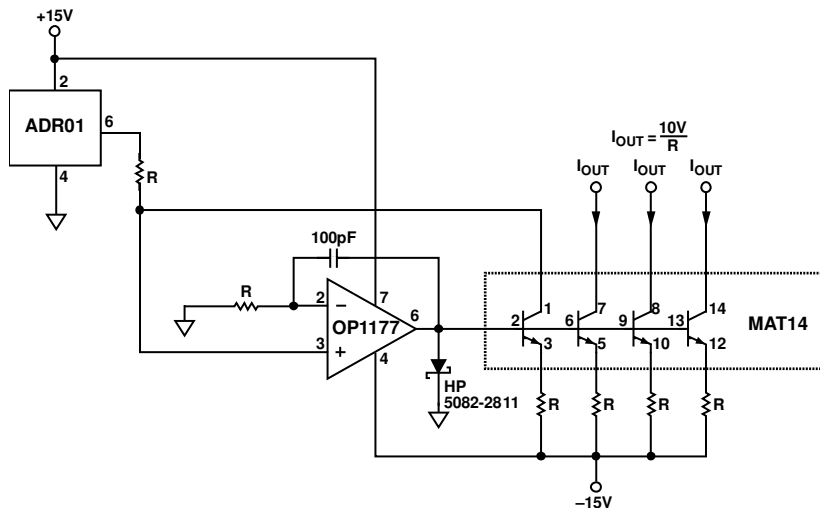 +15V
2
ADR01
6
4
R
I_OUT = 10V/R
I_OUT
I_OUT
I_OUT
100pF
R
2
−
7
OP1177
6
3
+
4
HP
5082-2811
1
7
8
14
2
6
9
13
MAT14
3
5
10
12
R
R
R
R
–15V